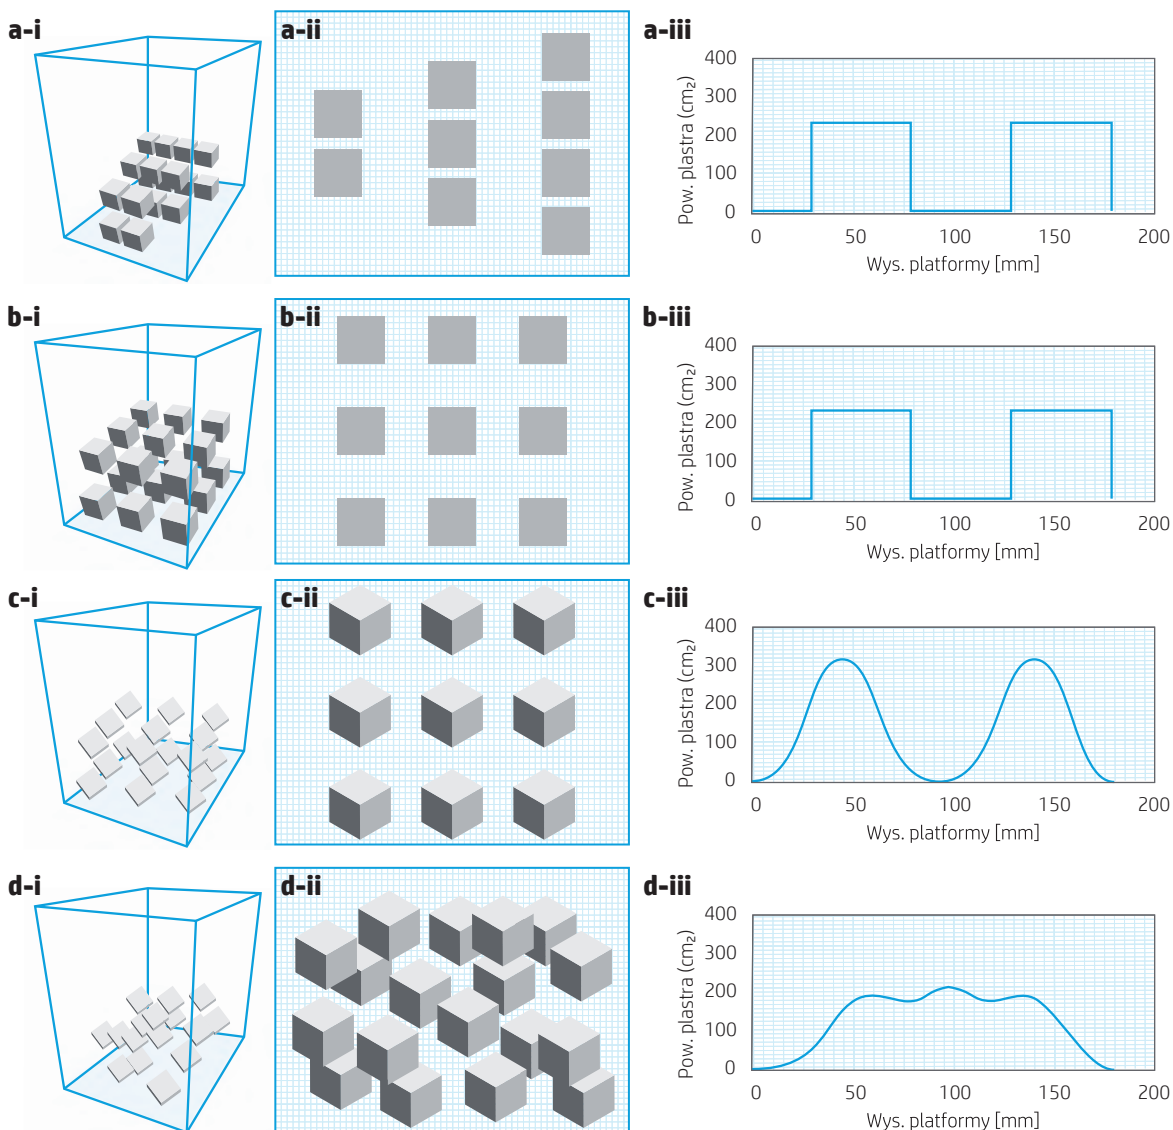 a-i
a-ii
a-iii
Pow. plastra (cm₂)
400
300
200
100
0
0 50 100 150 200
Wys. platformy [mm]
b-i
b-ii
b-iii
Pow. plastra (cm₂)
400
300
200
100
0
0 50 100 150 200
Wys. platformy [mm]
c-i
c-ii
c-iii
Pow. plastra (cm₂)
400
300
200
100
0
0 50 100 150 200
Wys. platformy [mm]
d-i
d-ii
d-iii
Pow. plastra (cm₂)
400
300
200
100
0
0 50 100 150 200
Wys. platformy [mm]